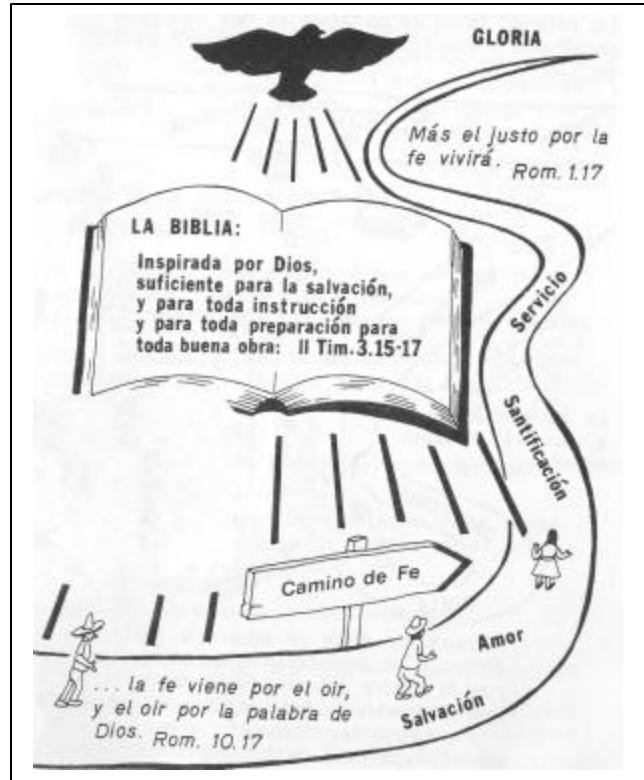 GLORIA
Más el justo por la
fe vivirá.
Rom. 1.17
LA BIBLIA:
Inspirada por Dios,
suficiente para la salvación,
y para toda instrucción
y para toda preparación para
toda buena obra: II Tim. 3.15-17
Servicio
Santificación
Camino de Fe
Amor
Salvación
... la fe viene por el oir,
y el oir por la palabra de
Dios. Rom. 10.17